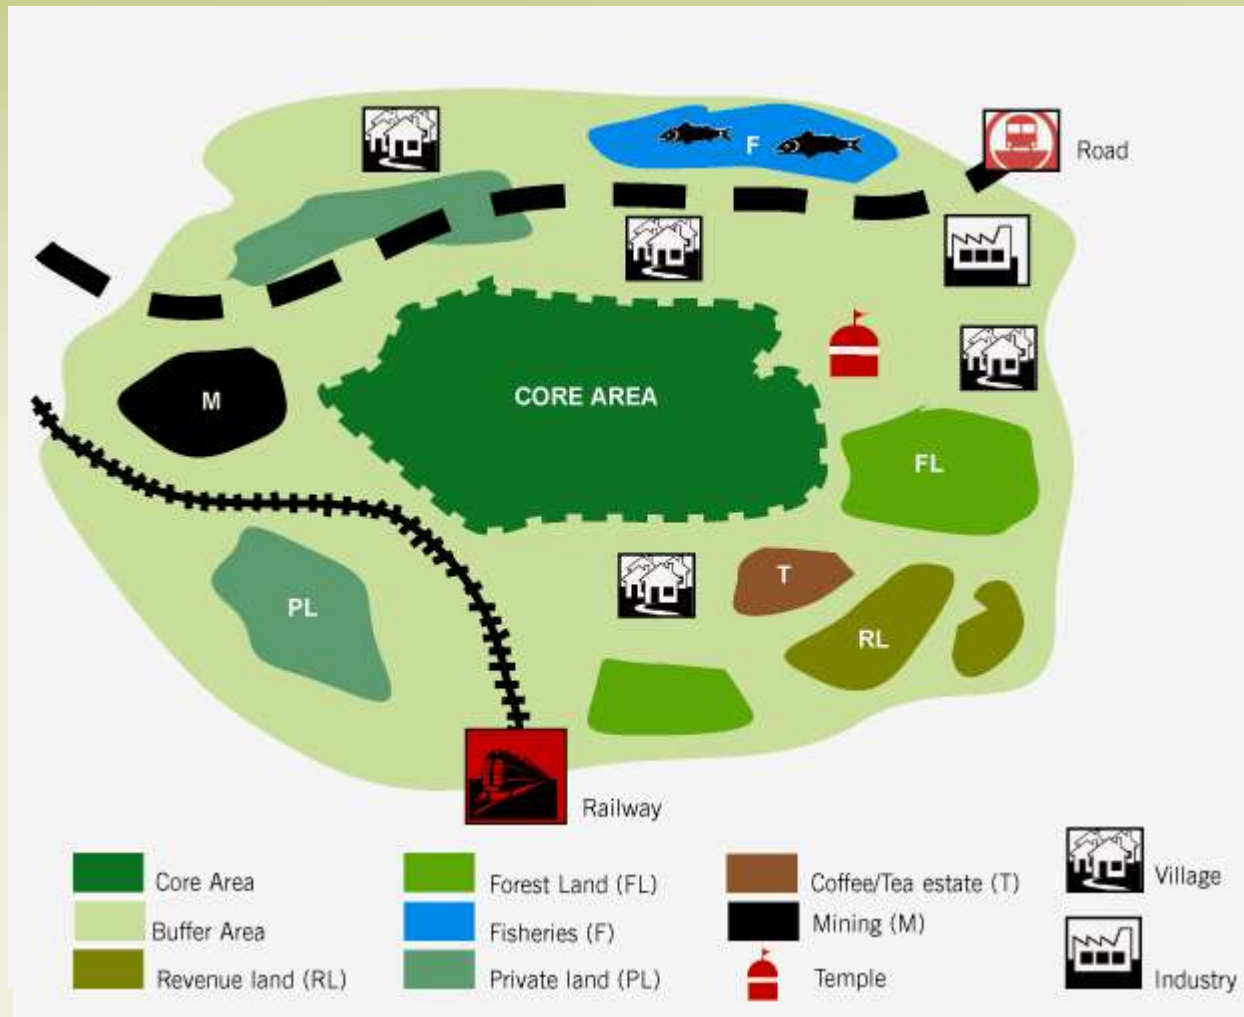 F
Road
M
CORE AREA
FL
T
PL
RL
Railway
Core Area
Forest Land (FL)
Coffee/Tea estate (T)
Village
Buffer Area
Fisheries (F)
Mining (M)
Revenue land (RL)
Private land (PL)
Temple
Industry